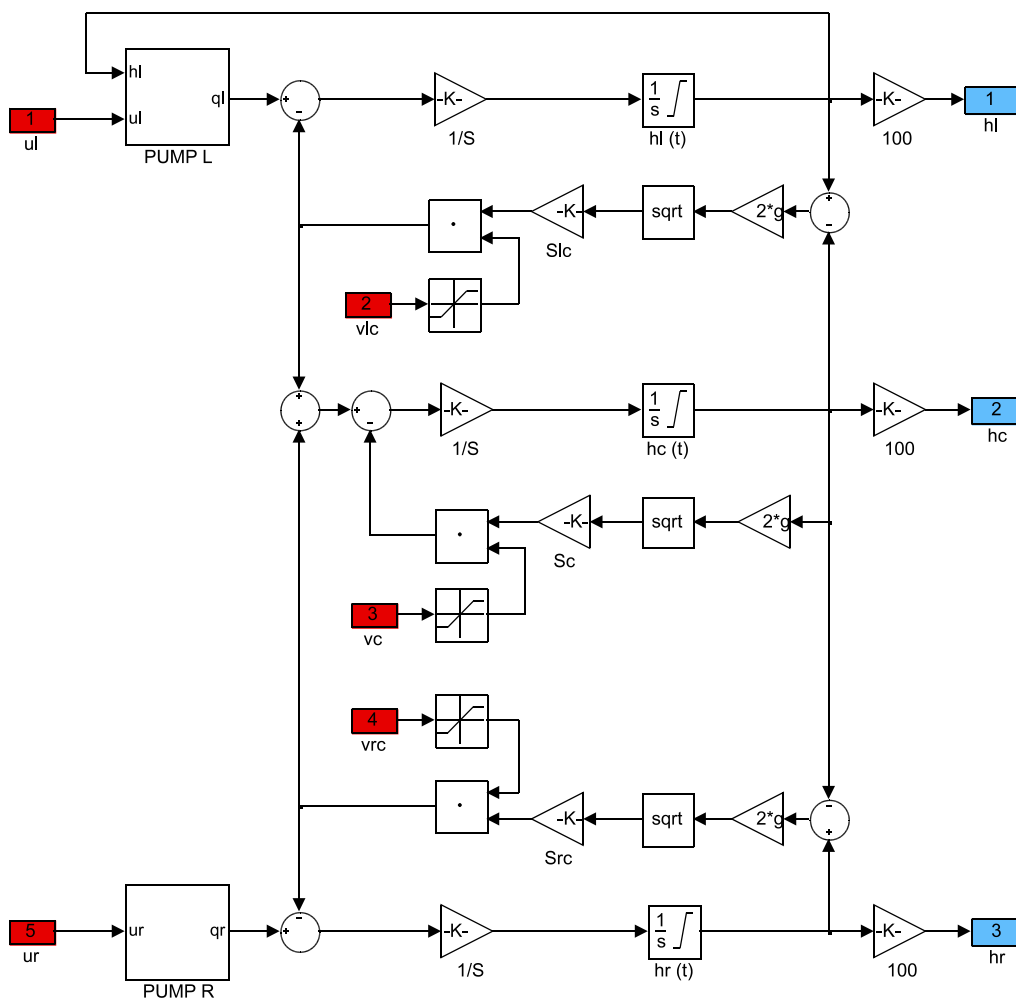 hl
ul
ql
PUMP L
1
ul
+
-
-K-
1/S
1
s
hl (t)
-K-
100
1
hl
+
-
2*g
sqrt
-K-
Slc
.
2
vlc
+
+
+
-
-K-
1/S
1
s
hc (t)
-K-
100
2
hc
2*g
sqrt
-K-
Sc
.
3
vc
4
vrc
.
-K-
Src
sqrt
2*g
-
+
5
ur
ur
qr
PUMP R
-
+
-K-
1/S
1
s
hr (t)
-K-
100
3
hr